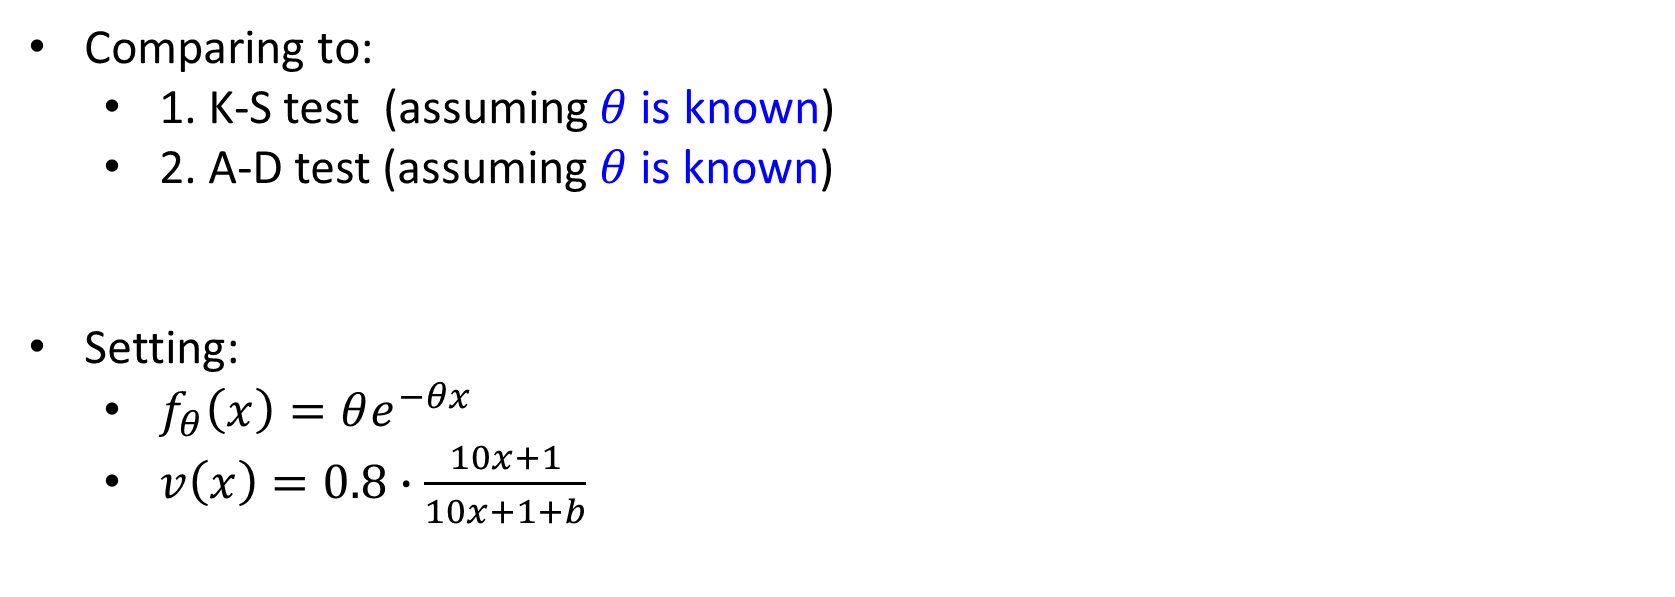 • Comparing to:
• 1. K-S test (assuming θ is known)
• 2. A-D test (assuming θ is known)
• Setting:
• f_θ(x) = θe^{−θx}
• v(x) = 0.8 · \frac{10x+1}{10x+1+b}